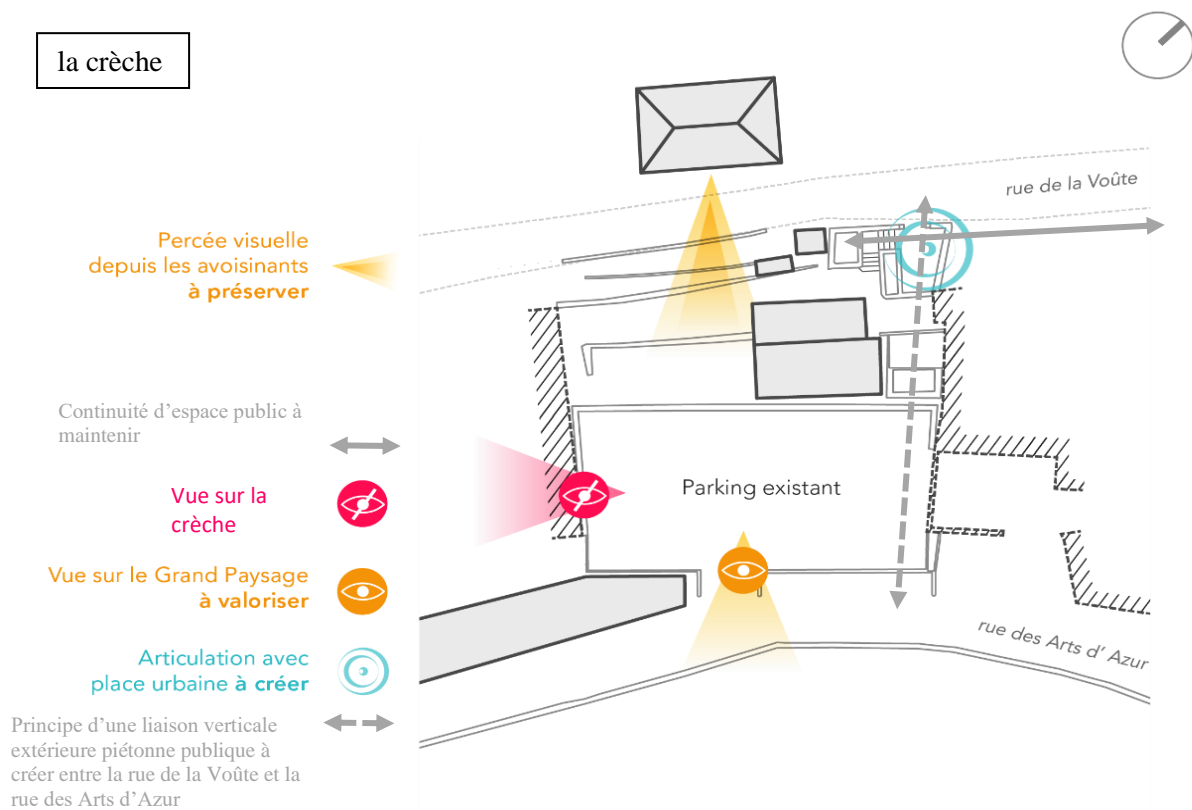 la crèche
Percée visuelle
depuis les avoisinants
à préserver
Continuité d'espace public à
maintenir
Vue sur la
crèche
Vue sur le Grand Paysage
à valoriser
Articulation avec
place urbaine à créer
Principe d'une liaison verticale
extérieure piétonne publique à
créer entre la rue de la Voûte et la
rue des Arts d'Azur
rue de la Voûte
Parking existant
rue des Arts d' Azur